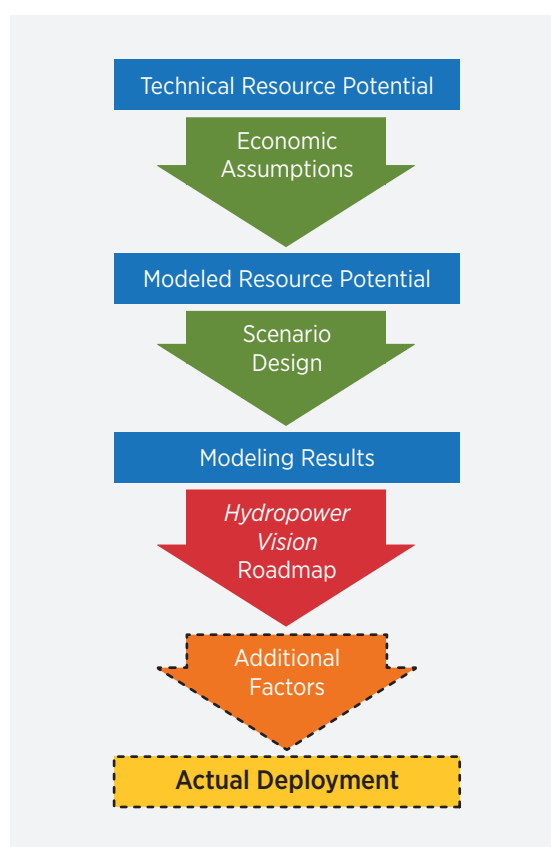 Technical Resource Potential
Economic
Assumptions
Modeled Resource Potential
Scenario
Design
Modeling Results
Hydropower
Vision
Roadmap
Additional
Factors
Actual Deployment